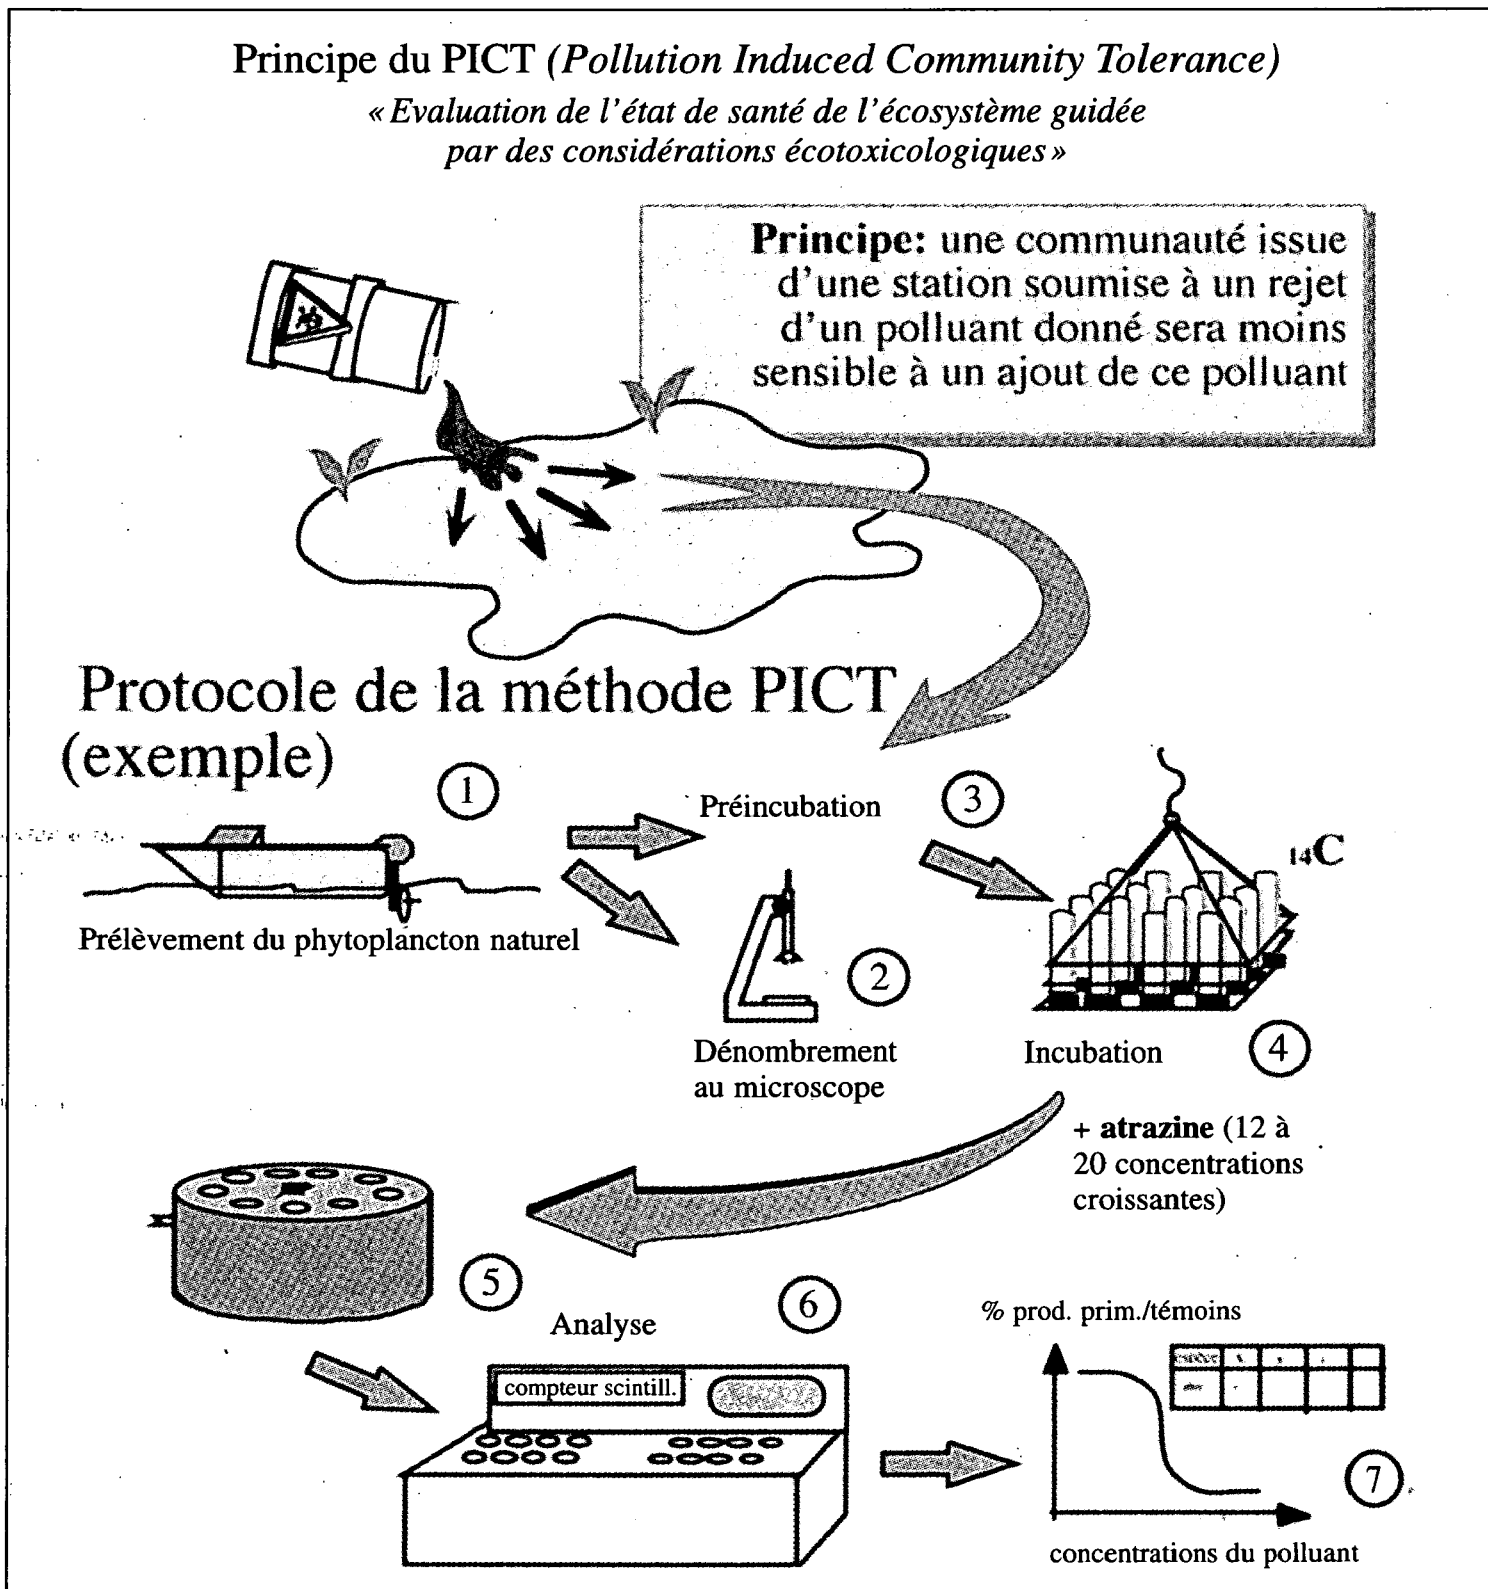 Principe du PICT (Pollution Induced Community Tolerance)
« Evaluation de l'état de santé de l'écosystème guidée
par des considérations écotoxicologiques »
Principe: une communauté issue
d'une station soumise à un rejet
d'un polluant donné sera moins
sensible à un ajout de ce polluant
Protocole de la méthode PICT
(exemple)
1
Prélèvement du phytoplancton naturel
Préincubation
3
2
Dénombrement
au microscope
14C
Incubation
4
+ atrazine (12 à
20 concentrations
croissantes)
5
Analyse
6
compteur scintill.
% prod. prim./témoins
7
concentrations du polluant